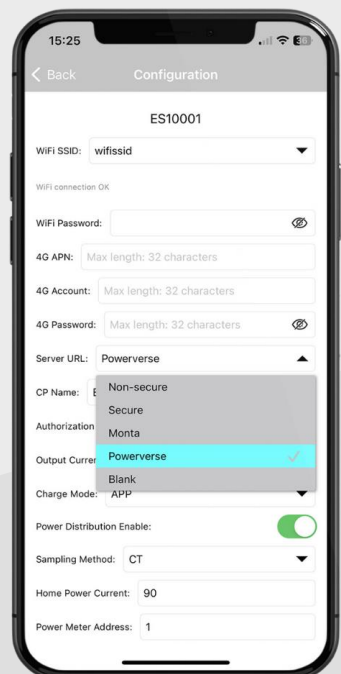 15:25
38
Back Configuration
ES10001
WiFi SSID: wifissid
WiFi connection OK
WiFi Password:
4G APN: Max length: 32 characters
4G Account: Max length: 32 characters
4G Password: Max length: 32 characters
Server URL: Powerverse
CP Name: E
Non-secure
Secure
Authorization
Monta
Output Curre
Powerverse
Blank
Charge Mode: APP
Power Distribution Enable:
Sampling Method: CT
Home Power Current: 90
Power Meter Address: 1